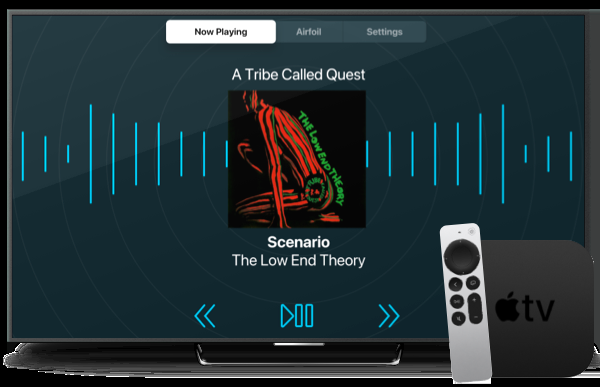 Now Playing
Airfoil
Settings
A Tribe Called Quest
THE LOW END THEORY
Scenario
The Low End Theory
tv